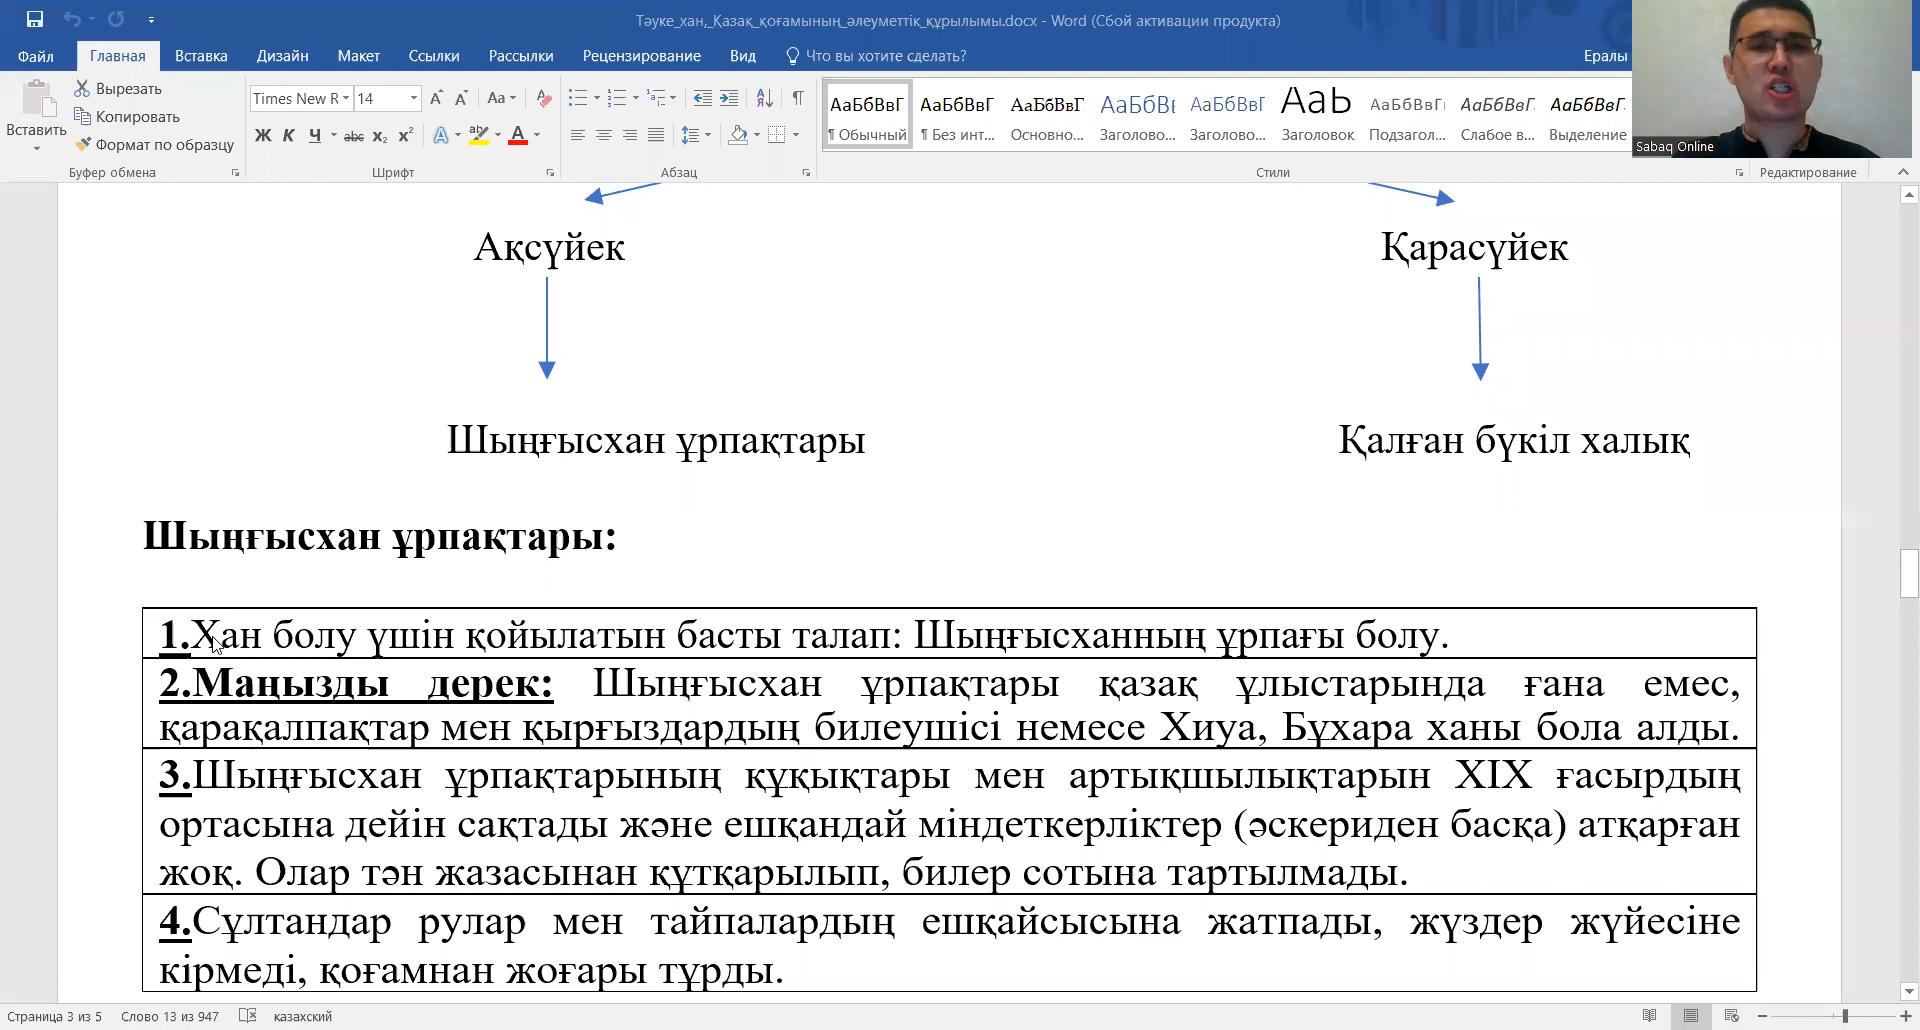 Тәуке_хан,_Қазақ_қоғамының_әлеуметтік_құрылымы.docx - Word (Сбой активации продукта)
Файл Главная Вставка Дизайн Макет Ссылки Рассылки Рецензирование Вид Что вы хотите сделать? Ералы
Вставить
Вырезать
Копировать
Формат по образцу
Буфер обмена
Times New R 14
Ж К Ч abc x₂ x²
Шрифт
Абзац
АаБбВвГ АаБбВвГ АаБбВвГ АаБбВı АаБбВвГ АаЬ АаБбВвГı АаБбВвГ. АаБбВвГ.
¶ Обычный ¶ Без инт... Основно... Заголово... Заголово... Заголовок Подзагол... Слабое в... Выделение
Стили
Редактирование
Sabaq Online
Ақсүйек Қарасүйек
Шыңғысхан ұрпақтары Қалған бүкіл халық
Шыңғысхан ұрпақтары:
1.Хан болу үшін қойылатын басты талап: Шыңғысханның ұрпағы болу.
2.Маңызды дерек: Шыңғысхан ұрпақтары қазақ ұлыстарында ғана емес,
қарақалпақтар мен қырғыздардың билеушісі немесе Хиуа, Бұхара ханы бола алды.
3.Шыңғысхан ұрпақтарының құқықтары мен артықшылықтарын XIX ғасырдың
ортасына дейін сақтады және ешқандай міндеткерліктер (әскериден басқа) атқарған
жоқ. Олар тән жазасынан құтқарылып, билер сотына тартылмады.
4.Сұлтандар рулар мен тайпалардың ешқайсысына жатпады, жүздер жүйесіне
кірмеді, қоғамнан жоғары тұрды.
Страница 3 из 5 Слово 13 из 947 казахский